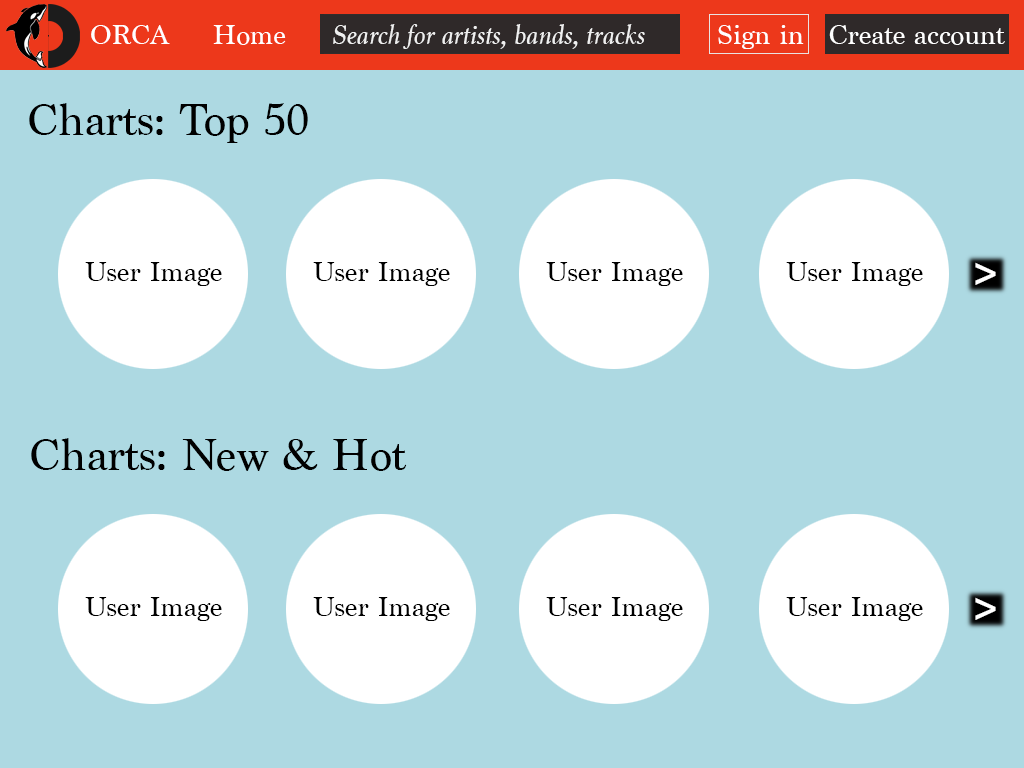 ORCA Home Search for artists, bands, tracks Sign in Create account
Charts: Top 50
User Image User Image User Image User Image >
Charts: New & Hot
User Image User Image User Image User Image >